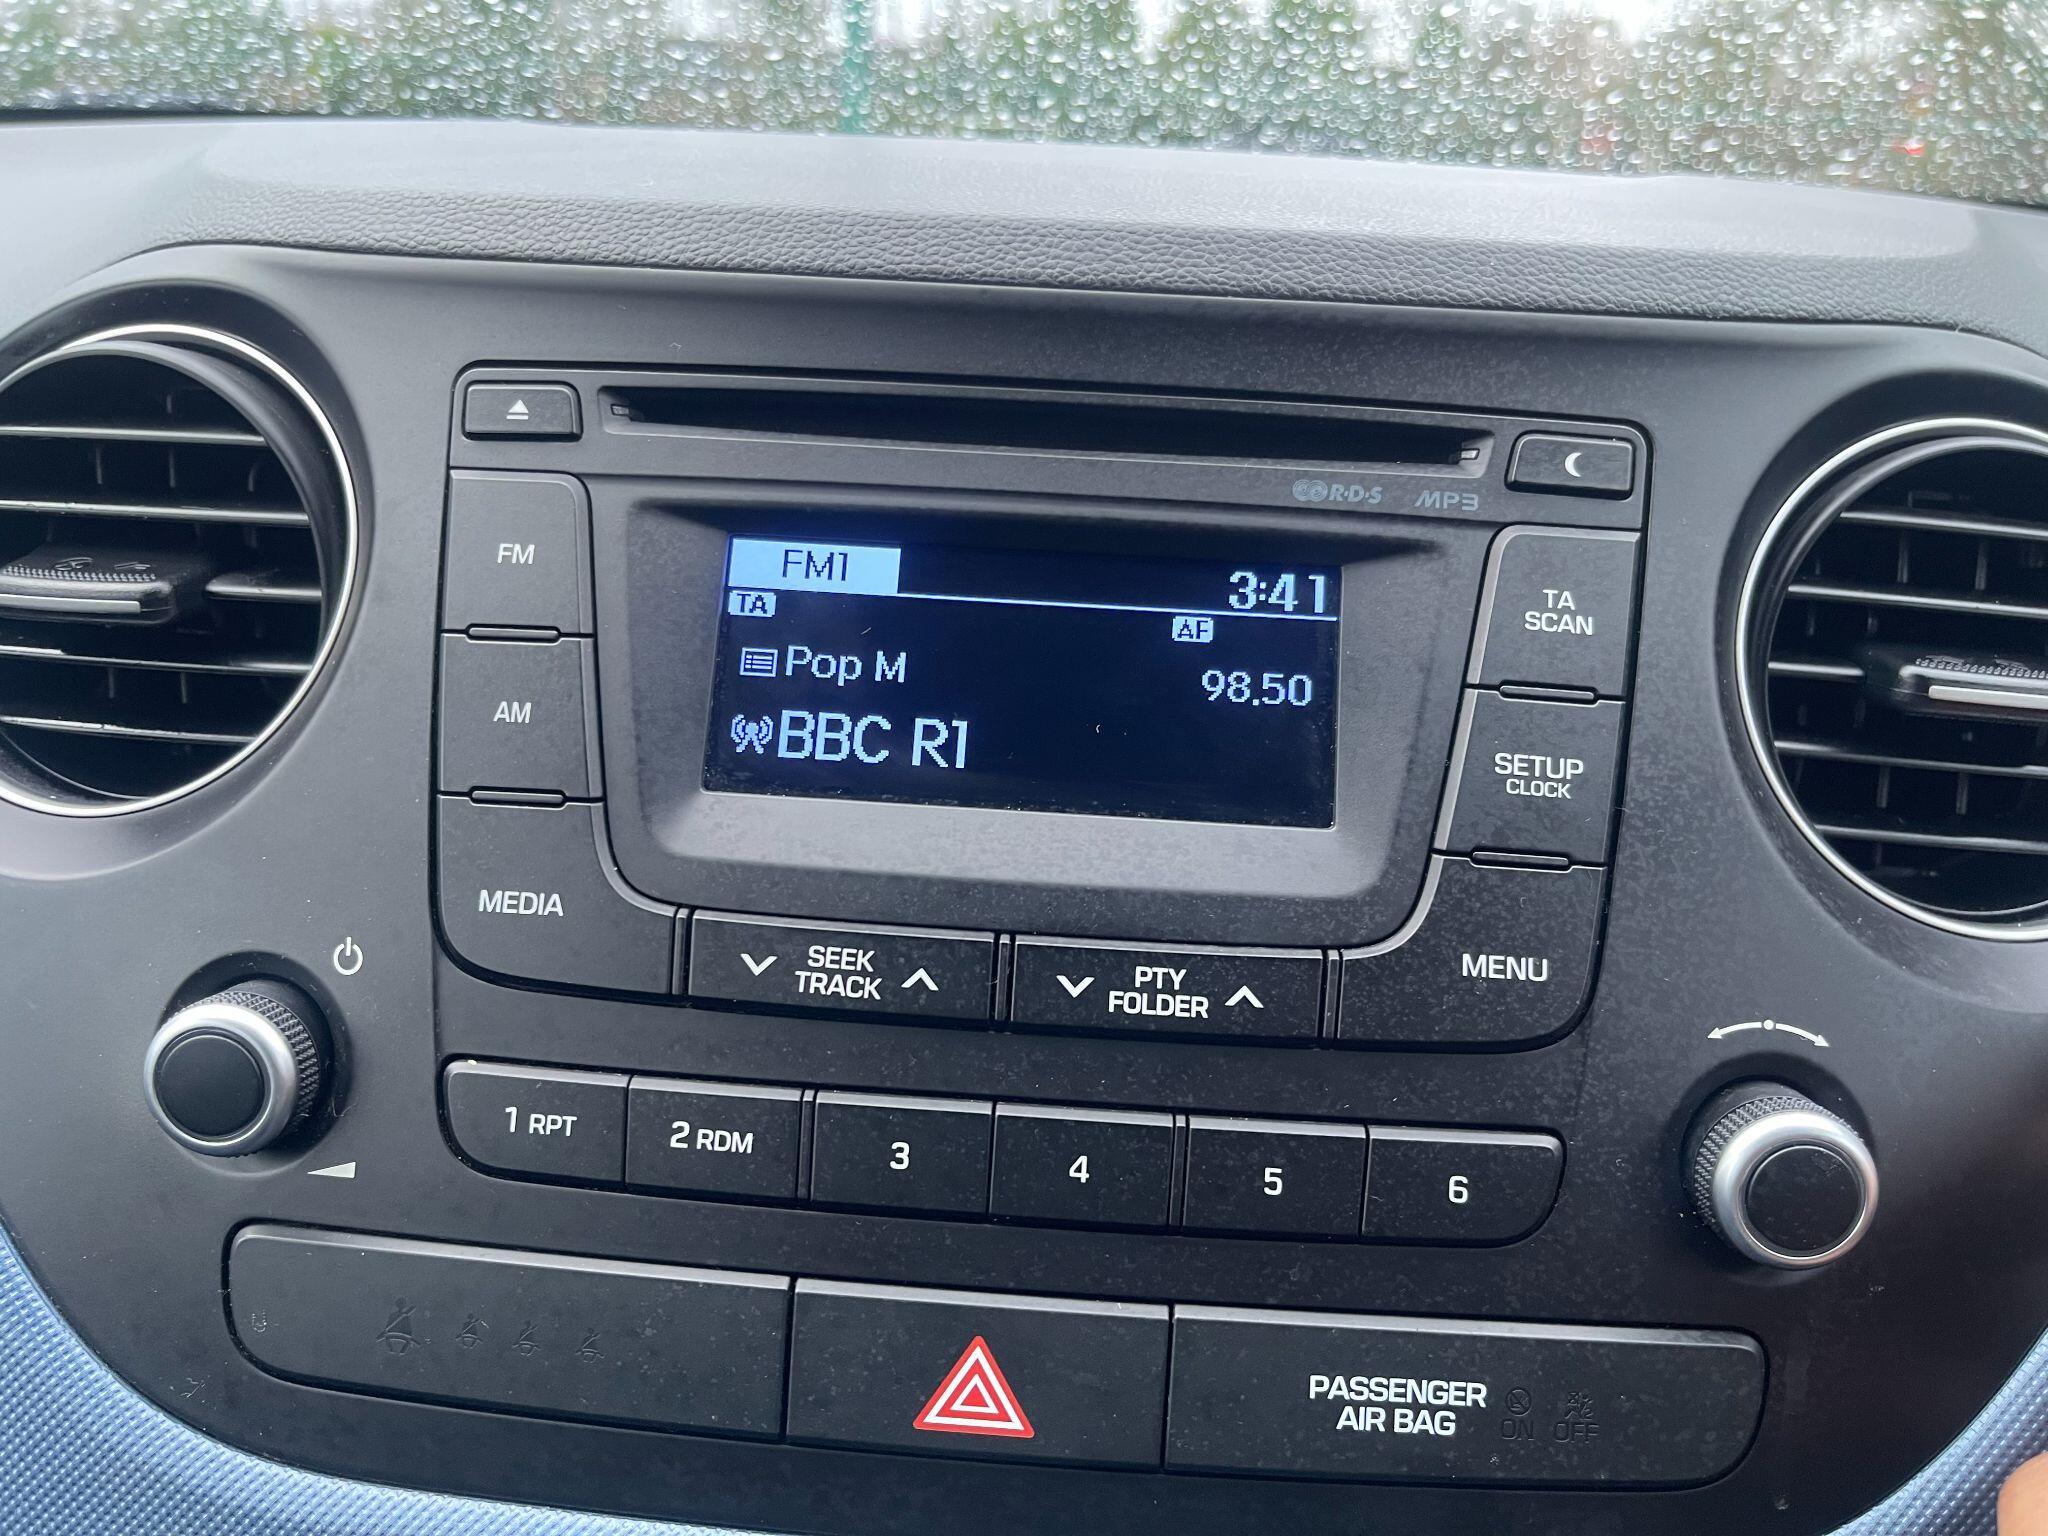 R·D·S MP3
FM
FM1
3:41
TA
AF
Pop M
98.50
BBC R1
TA
SCAN
AM
SETUP
CLOCK
MEDIA
SEEK
TRACK
PTY
FOLDER
MENU
1 RPT
2 RDM
3
4
5
6
PASSENGER
AIR BAG
ON
OFF